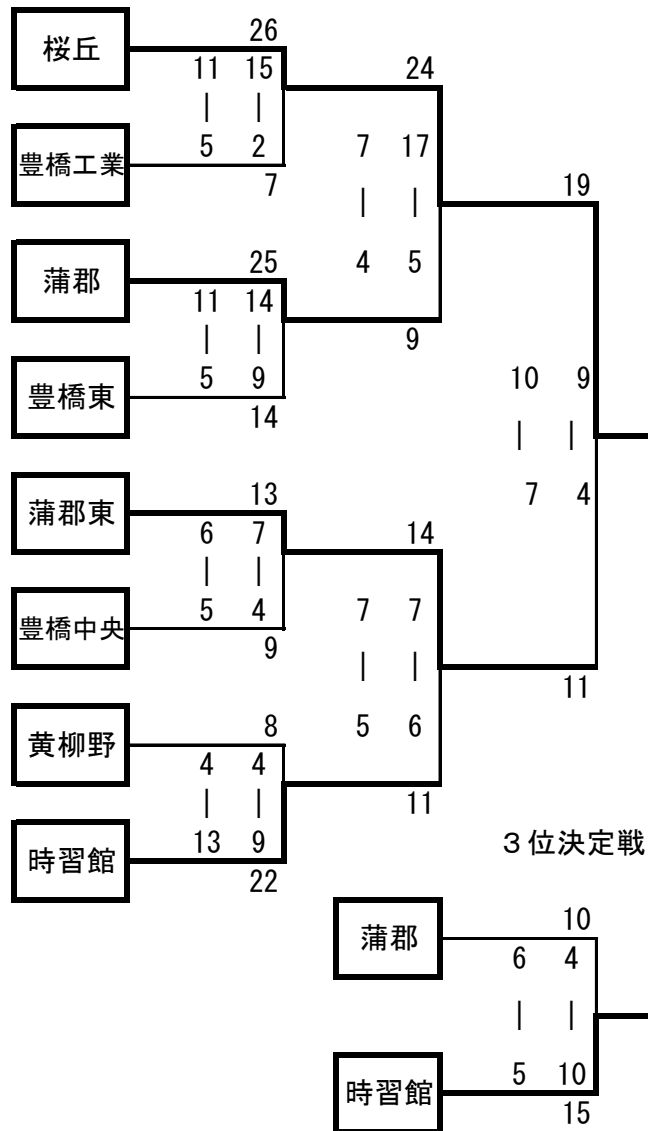 26
桜丘
11 15 24
| |
5 2 7 17
豊橋工業
7 | | 19
25 4 5
蒲郡
11 14
| | 9
5 9 10 9
豊橋東
14 | |
13 7 4
蒲郡東
6 7 14
| |
5 4 7 7
豊橋中央
9 | | 11
8 5 6
黄柳野
4 4
| | 11
13 9 3位決定戦
時習館
22
10
蒲郡
6 4
| |
5 10
時習館
15